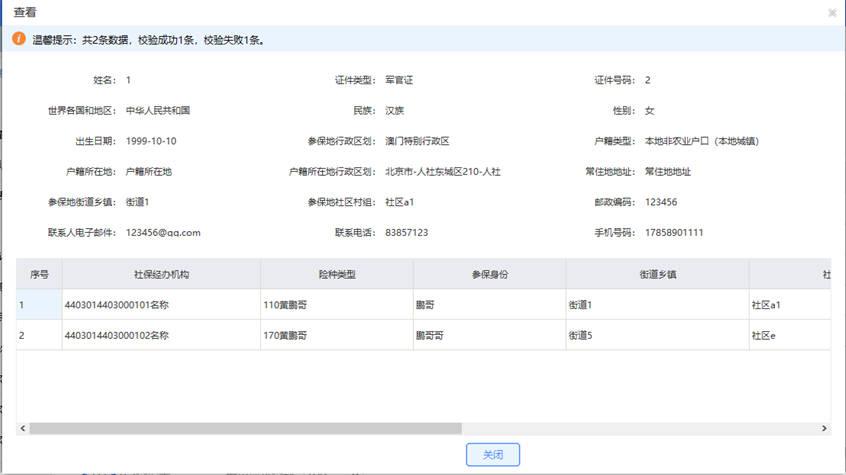 查看
温馨提示：共2条数据，校验成功1条，校验失败1条。
姓名： 1 证件类型： 军官证 证件号码： 2
世界各国和地区： 中华人民共和国 民族： 汉族 性别： 女
出生日期： 1999-10-10 参保地行政区划： 澳门特别行政区 户籍类型： 本地非农业户口（本地城镇）
户籍所在地： 户籍所在地 户籍所在地行政区划： 北京市-人社东城区210-人社 常住地地址： 常住地地址
参保地街道乡镇： 街道1 参保地社区村组： 社区a1 邮政编码： 123456
联系人电子邮件： 123456@qq.com 联系电话： 83857123 手机号码： 17858901111
序号 社保经办机构 险种类型 参保身份 街道乡镇 社
1 4403014403000101名称 110黄鹏哥 鹏哥 街道1 社区a1
2 4403014403000102名称 170黄鹏哥 鹏哥哥 街道5 社区e
关闭